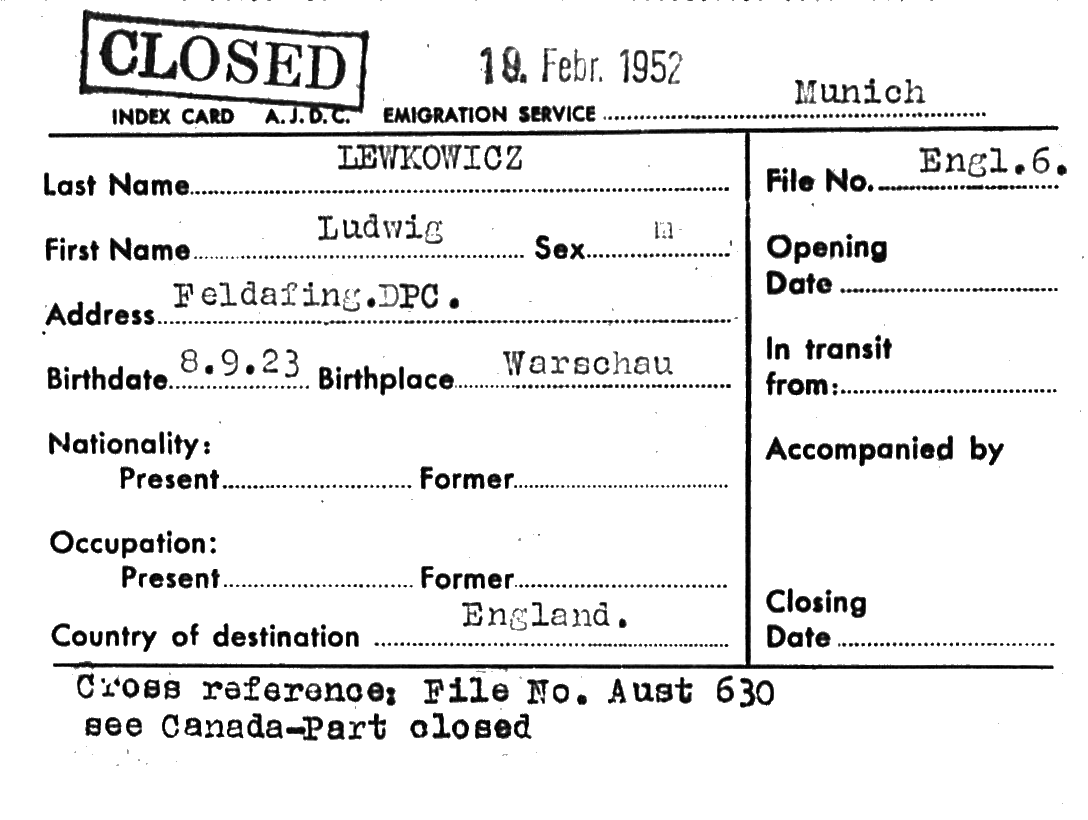 CLOSED
19. Febr. 1952
Munich
INDEX CARD A.J.D.C. EMIGRATION SERVICE
Last Name LEWKOWICZ
First Name Ludwig Sex m
Address Feldafing.DPC.
Birthdate 8.9.23 Birthplace Warschau
Nationality:
Present Former
Occupation:
Present Former
Country of destination England.
File No. Engl.6.
Opening
Date
In transit
from:
Accompanied by
Closing
Date
Cross reference: File No. Aust 630
see Canada-Part closed